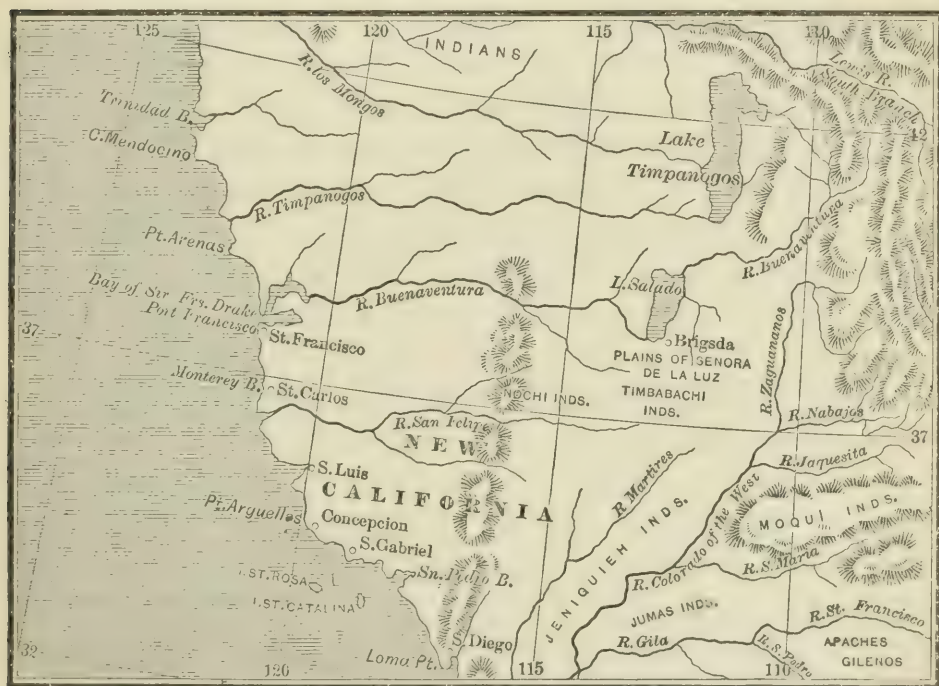 125
120
115
110
INDIANS
Lewis R.
South Branch
R. los Mongos
Trinidad B.
C. Mendocino
Lake
Timpanogos
42
R. Timpanogos
Pt. Arenas
R. Buenaventura
Bay of Sir Frs. Drake
Port Francisco
L. Salado
R. Buenaventura
37
St. Francisco
Brigsda
PLAINS OF SENORA
DE LA LUZ
TIMBABACHI
INDS.
R. Zaguananos
Monterey B.
St. Carlos
NOCHI INDS.
R. San Felipe
R. Nabajos
37
NEW
CALIFORNIA
R. Jaquesita
S. Luis
R. Martires
Pt. Arguellos
Concepcion
MOQUI INDS.
S. Gabriel
JENIQUIEH INDS.
R. Colorado of the West
R. S. Maria
Sn. Pedro B.
I. ST. ROSA
I. ST. CATALINA
JUMAS INDS.
R. St. Francisco
S. Diego
R. Gila
R. S. Pedro
APACHES
GILENOS
Loma Pt.
32
120
115
110